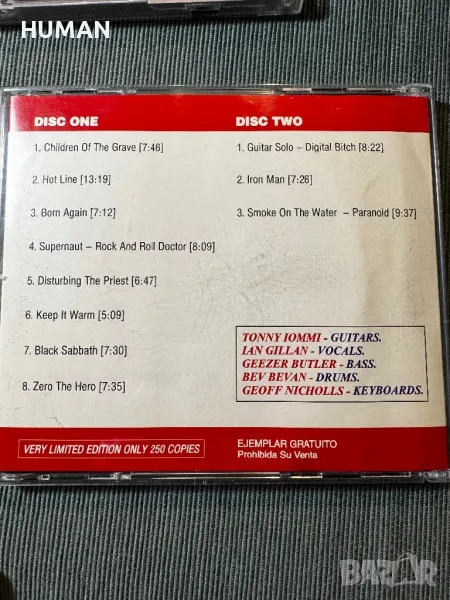 HUMAN
DISC ONE
1. Children Of The Grave [7:46]
2. Hot Line [13:19]
3. Born Again [7:12]
4. Supernaut – Rock And Roll Doctor [8:09]
5. Disturbing The Priest [6:47]
6. Keep It Warm [5:09]
7. Black Sabbath [7:30]
8. Zero The Hero [7:35]
DISC TWO
1. Guitar Solo – Digital Bitch [8:22]
2. Iron Man [7:26]
3. Smoke On The Water – Paranoid [9:37]
TONNY IOMMI - GUITARS.
IAN GILLAN - VOCALS.
GEEZER BUTLER - BASS.
BEV BEVAN - DRUMS.
GEOFF NICHOLLS - KEYBOARDS.
VERY LIMITED EDITION ONLY 250 COPIES
EJEMPLAR GRATUITO
Prohibida Su Venta
BAZAR